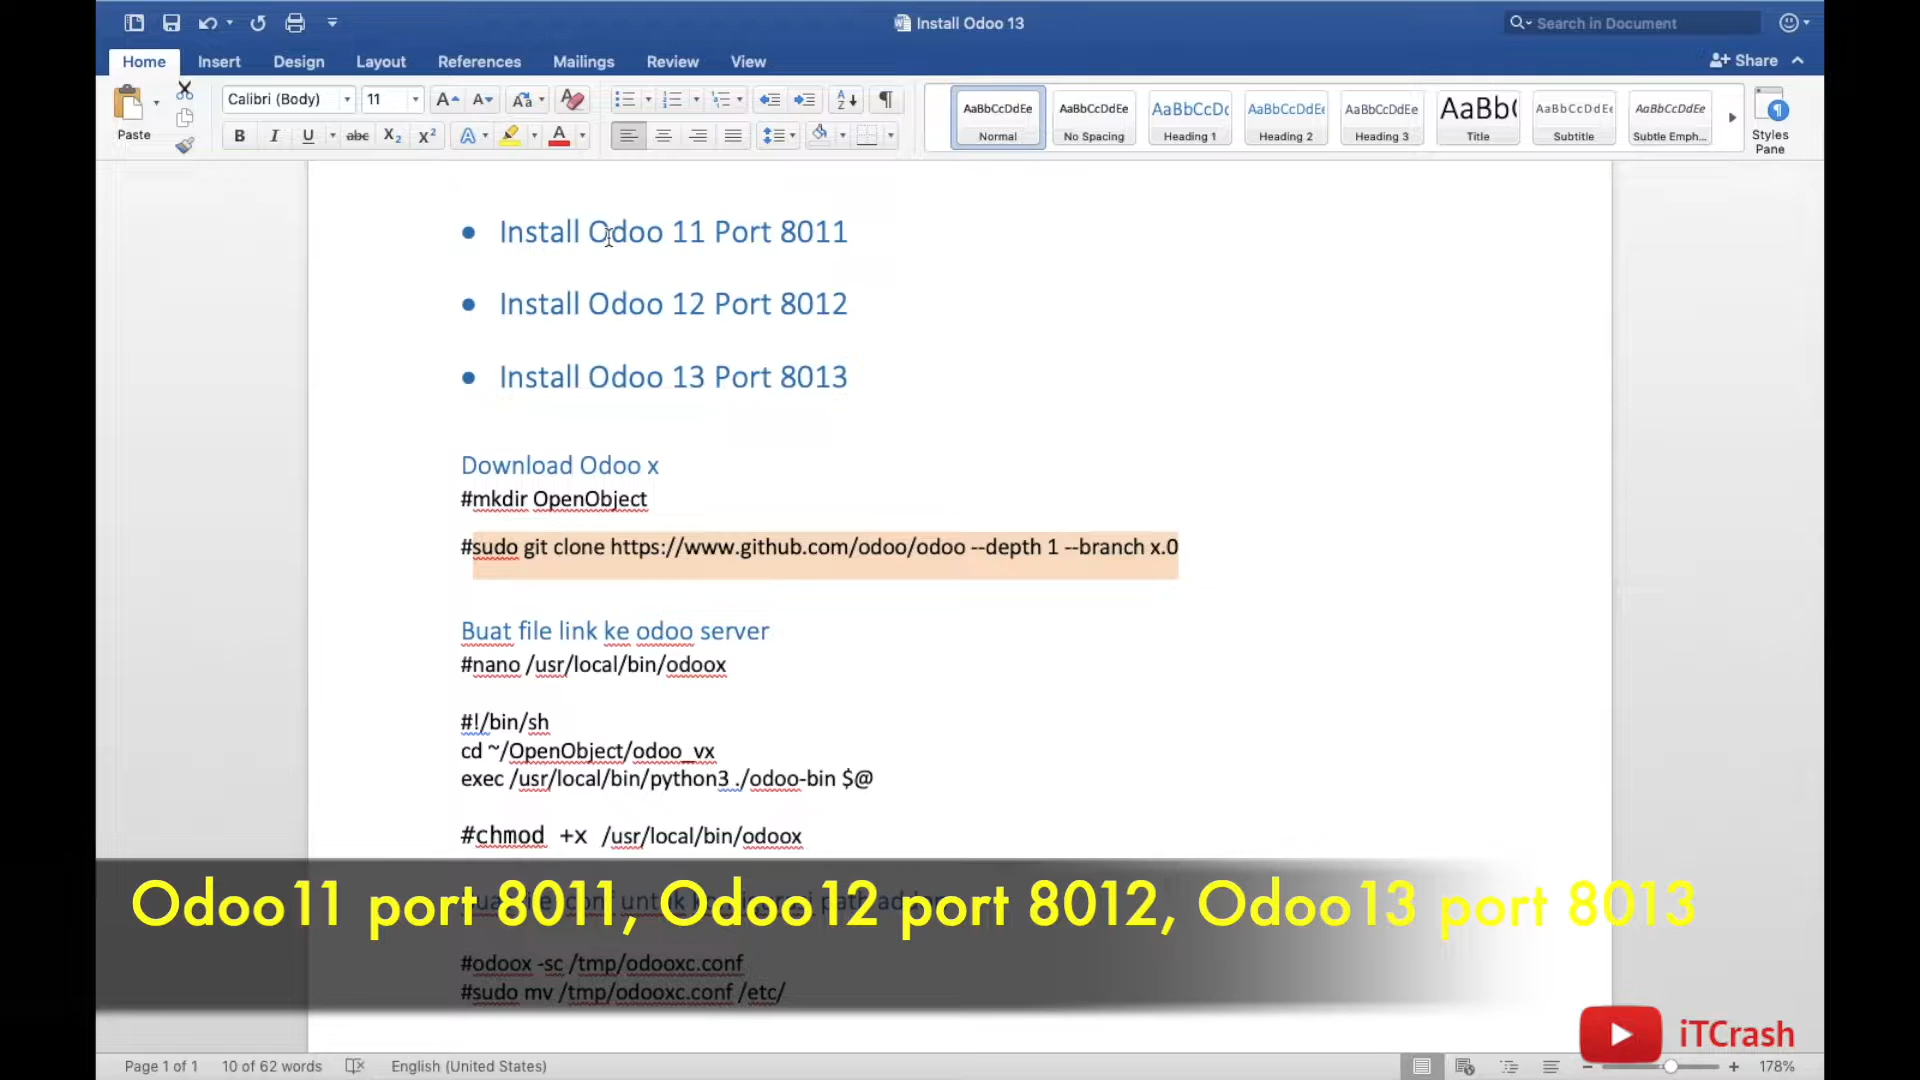 Install Odoo 13
Search in Document
Home Insert Design Layout References Mailings Review View
Share
Paste
Calibri (Body) 11
AaBbCcDdEe Normal
AaBbCcDdEe No Spacing
AaBbCcDc Heading 1
AaBbCcDdEe Heading 2
AaBbCcDdEe Heading 3
AaBb( Title
AaBbCcDdEe Subtitle
AaBbCcDdEe Subtle Emph...
Styles Pane
• Install Odoo 11 Port 8011
• Install Odoo 12 Port 8012
• Install Odoo 13 Port 8013
Download Odoo x
#mkdir OpenObject
#sudo git clone https://www.github.com/odoo/odoo --depth 1 --branch x.0
Buat file link ke odoo server
#nano /usr/local/bin/odoox
#!/bin/sh
cd ~/OpenObject/odoo_vx
exec /usr/local/bin/python3 ./odoo-bin $@
#chmod +x /usr/local/bin/odoox
Odoo11 port 8011, Odoo12 port 8012, Odoo13 port 8013
#odoox -sc /tmp/odooxc.conf
#sudo mv /tmp/odooxc.conf /etc/
iTCrash
Page 1 of 1 10 of 62 words English (United States) 178%